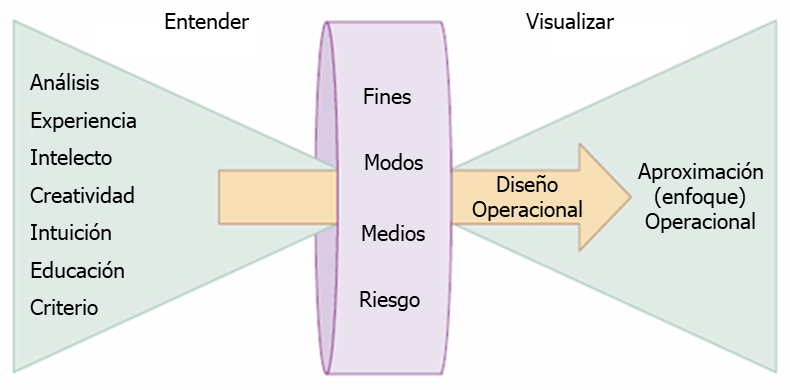 Entender
Visualizar
Análisis
Experiencia
Intelecto
Creatividad
Intuición
Educación
Criterio
Fines
Modos
Medios
Riesgo
Diseño
Operacional
Aproximación
(enfoque)
Operacional